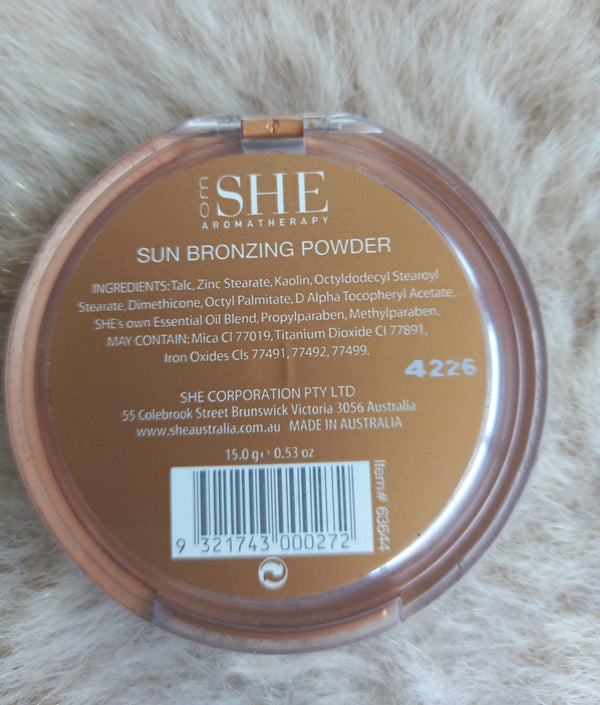 om SHE
AROMATHERAPY
SUN BRONZING POWDER
INGREDIENTS: Talc, Zinc Stearate, Kaolin, Octyldodecyl Stearoyl
Stearate, Dimethicone, Octyl Palmitate, D Alpha Tocopheryl Acetate,
SHE's own Essential Oil Blend, Propylparaben, Methylparaben.
MAY CONTAIN: Mica CI 77019, Titanium Dioxide CI 77891,
Iron Oxides CIs 77491, 77492, 77499.
4226
SHE CORPORATION PTY LTD
55 Colebrook Street Brunswick Victoria 3056 Australia
www.sheaustralia.com.au MADE IN AUSTRALIA
15.0 g e 0.53 oz
Item# 63644
9 321743 000272